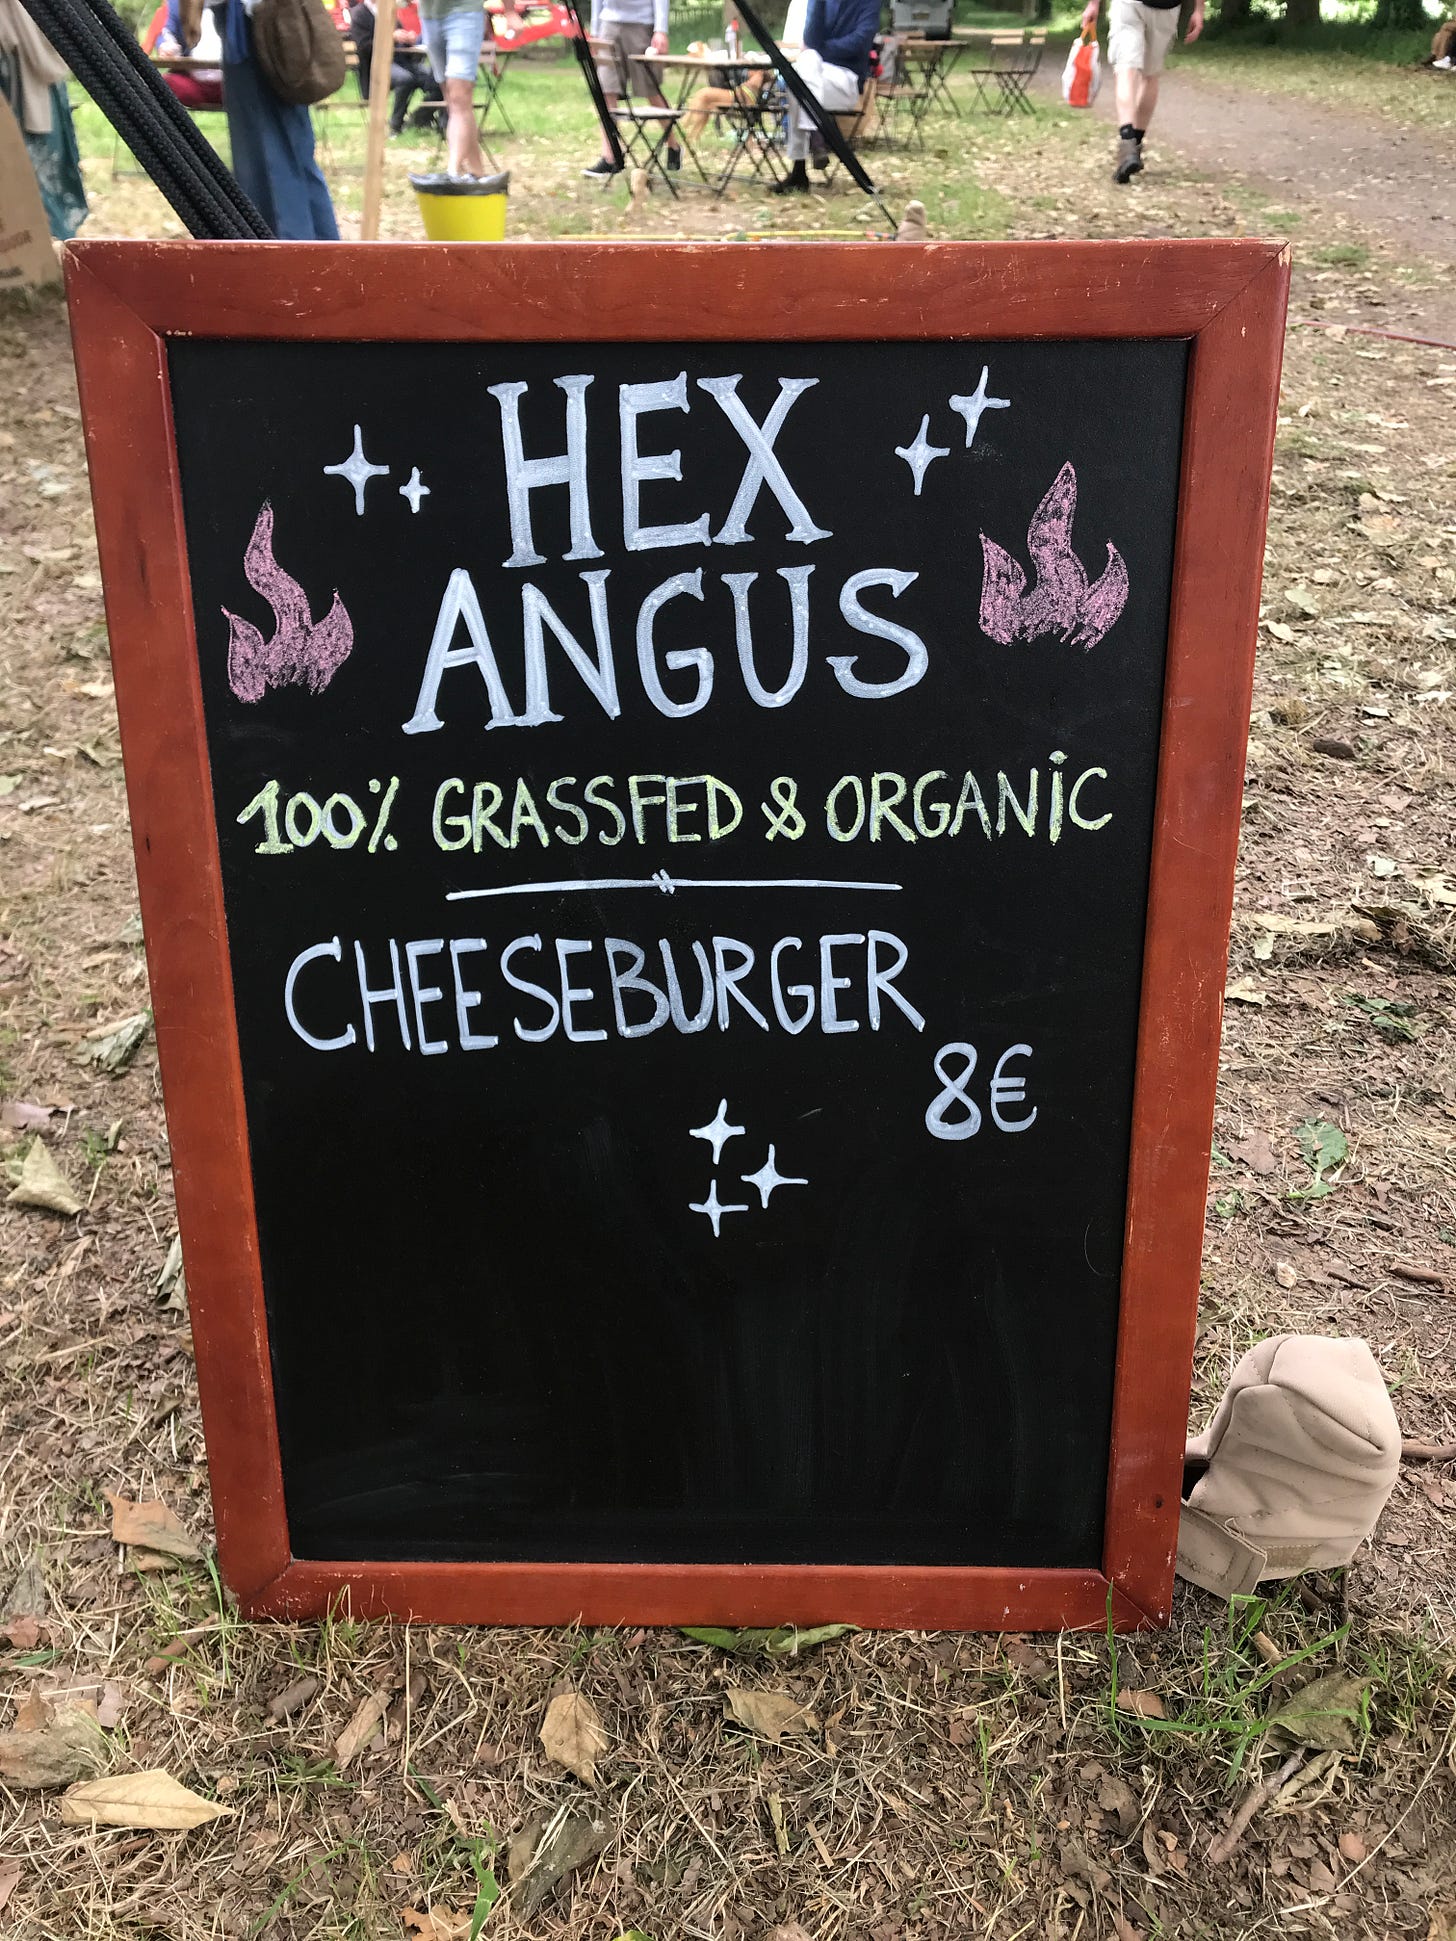 HEX
ANGUS
100% GRASSFED & ORGANIC
CHEESEBURGER
8€